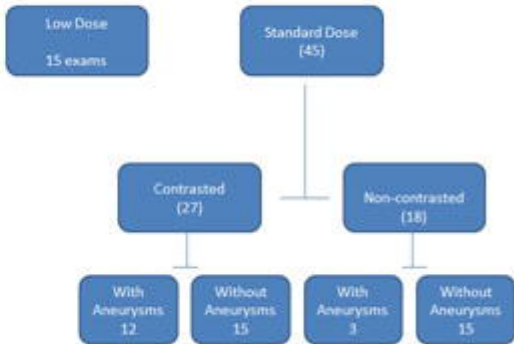 Low Dose
15 exams
Standard Dose
(45)
Contrasted
(27)
Non-contrasted
(18)
With
Aneurysms
12
Without
Aneurysms
15
With
Aneurysms
3
Without
Aneurysms
15